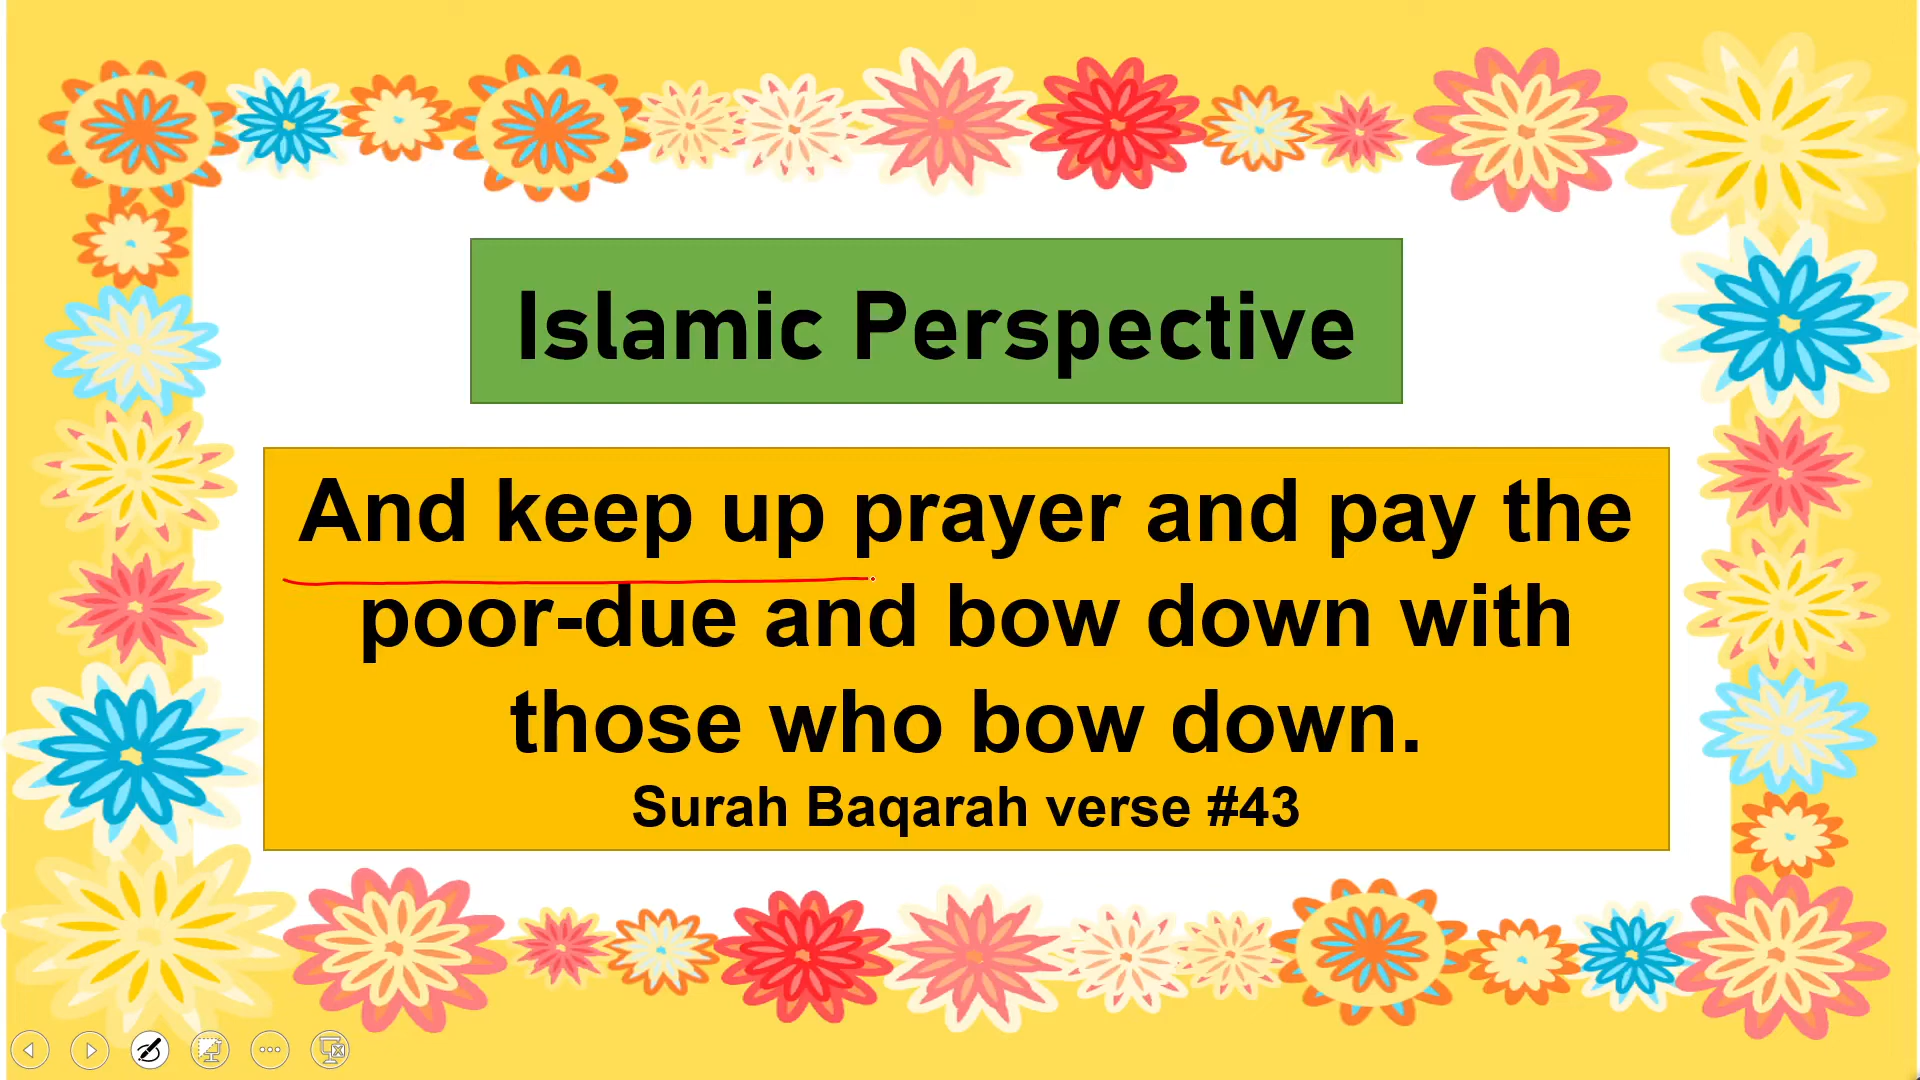 Islamic Perspective
And keep up prayer and pay the
poor-due and bow down with
those who bow down.
Surah Baqarah verse #43